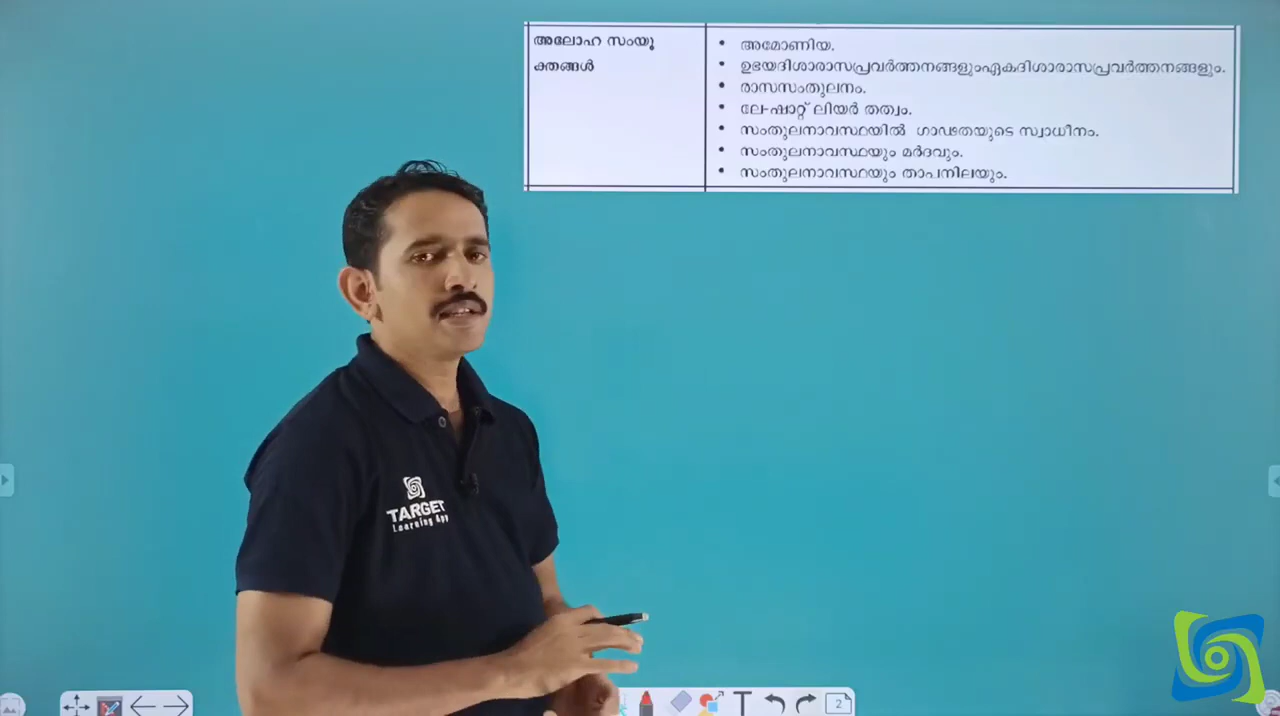 അലോഹ സംയൂ
ക്തങ്ങൾ
• അമോണിയ.
• ഉഭയദിശാരാസപ്രവർത്തനങ്ങളുംഏകദിശാരാസപ്രവർത്തനങ്ങളും.
• രാസസംതുലനം.
• ലേ-ഷാറ്റ് ലിയർ തത്വം.
• സംതുലനാവസ്ഥയിൽ ഗാഢതയുടെ സ്വാധീനം.
• സംതുലനാവസ്ഥയും മർദവും.
• സംതുലനാവസ്ഥയും താപനിലയും.
TARGET
Learning App
T
2